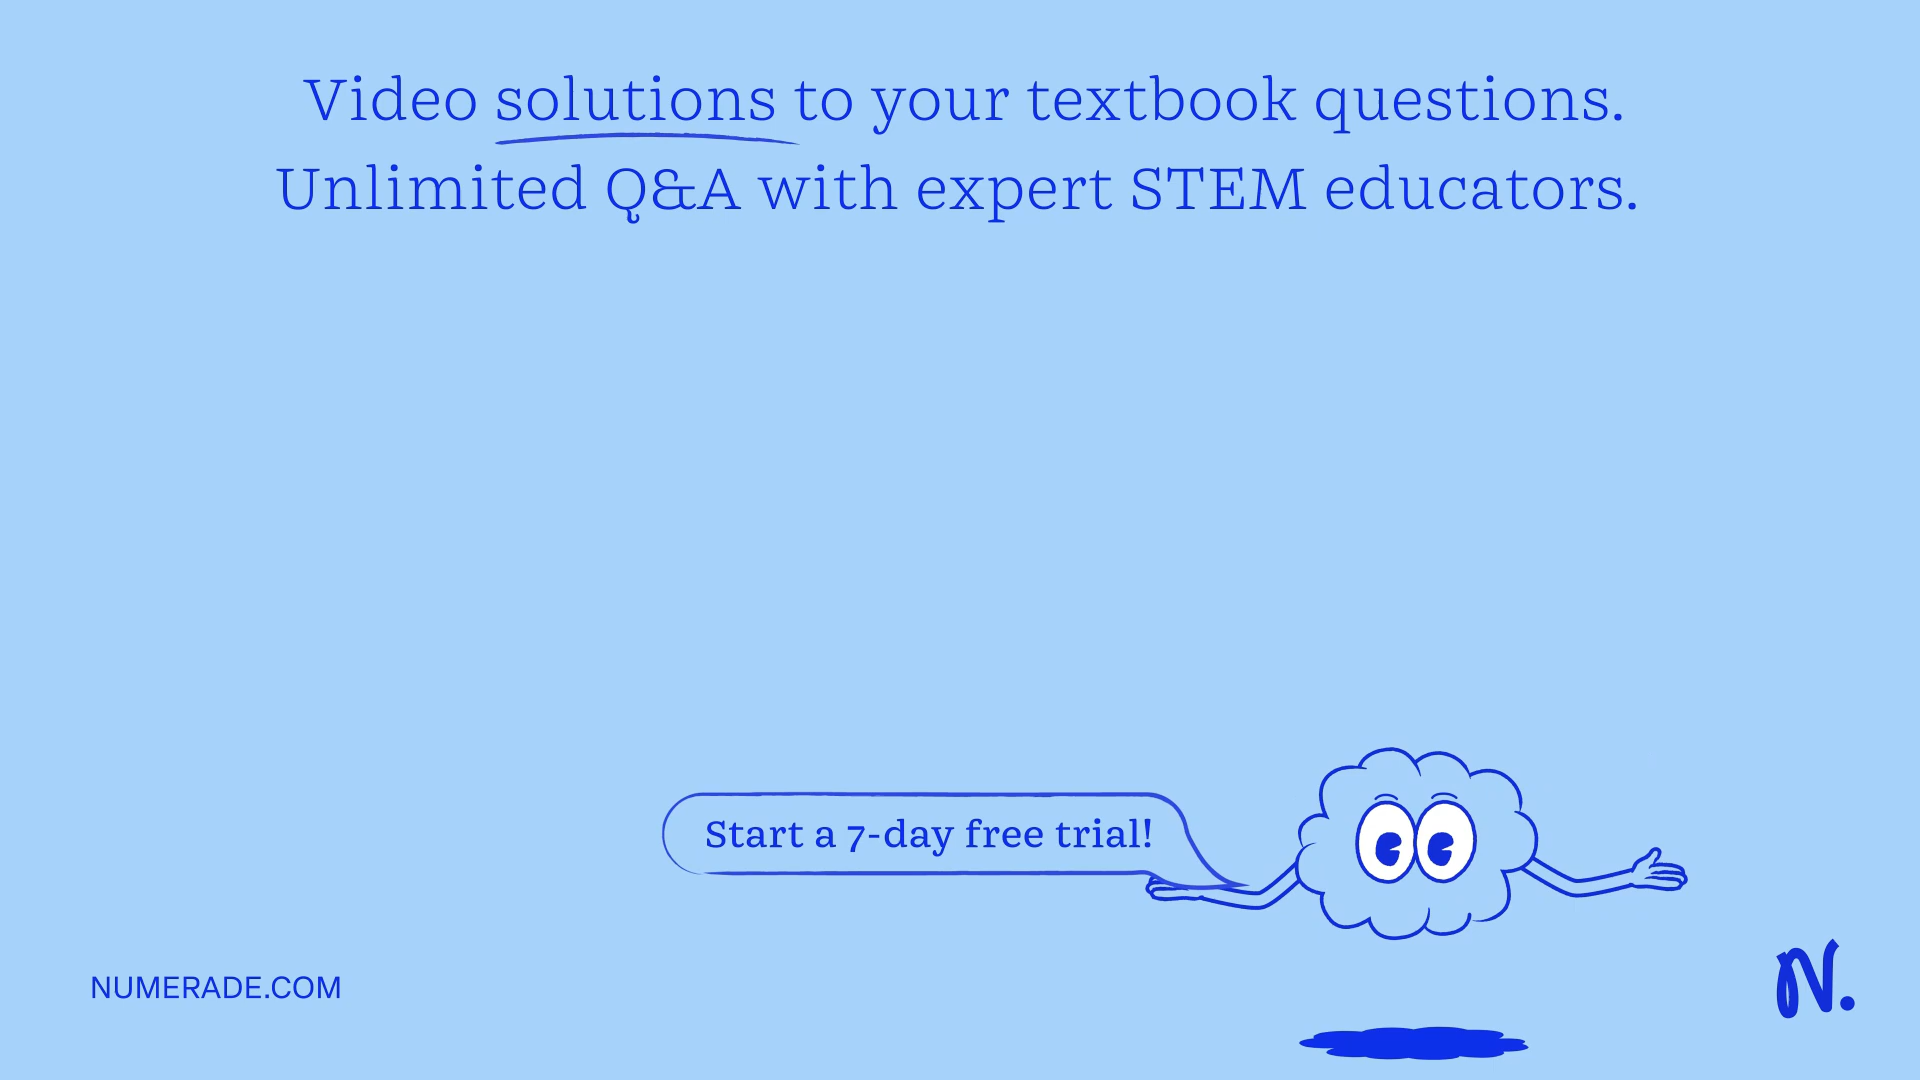 Video solutions to your textbook questions.
Unlimited Q&A with expert STEM educators.
Start a 7-day free trial!
NUMERADE.COM
N.